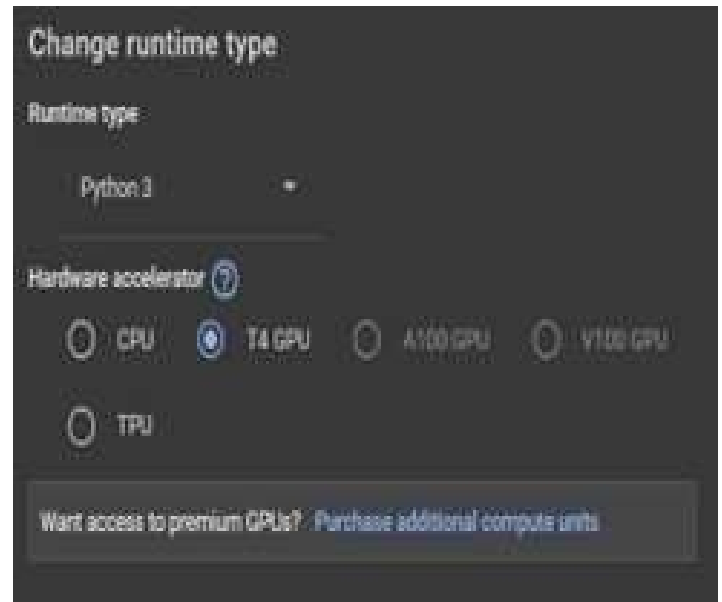 Change runtime type
Runtime type
Python 3
Hardware accelerator ?
CPU T4 GPU A100 GPU V100 GPU
TPU
Want access to premium GPUs? Purchase additional compute units